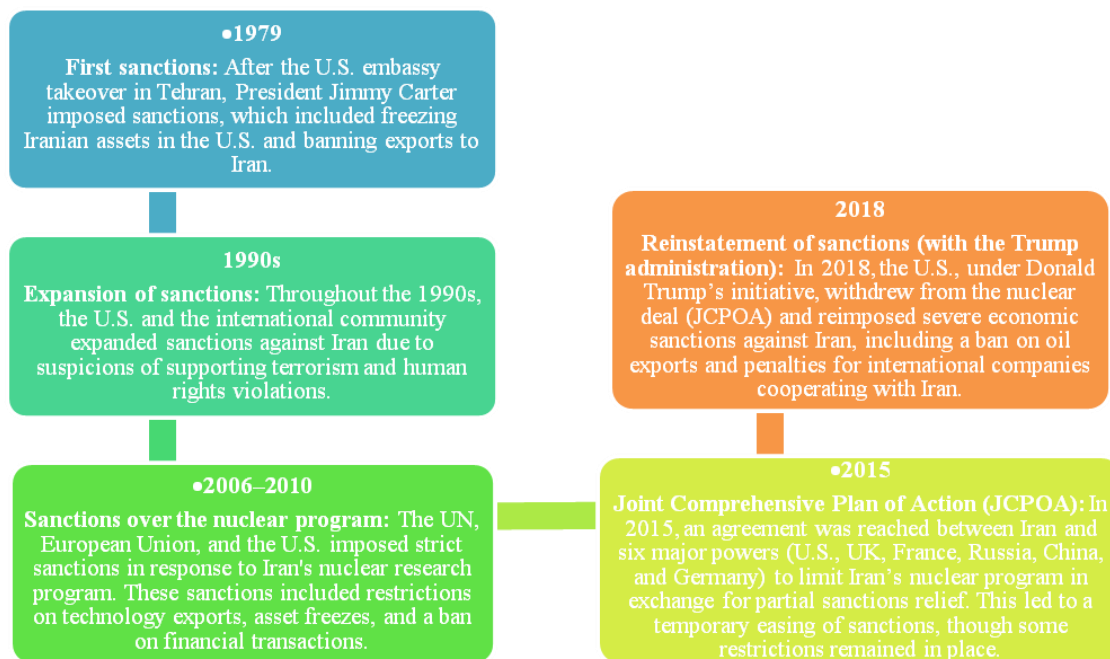 •1979
First sanctions: After the U.S. embassy
takeover in Tehran, President Jimmy Carter
imposed sanctions, which included freezing
Iranian assets in the U.S. and banning exports to
Iran.
1990s
Expansion of sanctions: Throughout the 1990s,
the U.S. and the international community
expanded sanctions against Iran due to
suspicions of supporting terrorism and human
rights violations.
•2006–2010
Sanctions over the nuclear program: The UN,
European Union, and the U.S. imposed strict
sanctions in response to Iran's nuclear research
program. These sanctions included restrictions
on technology exports, asset freezes, and a ban
on financial transactions.
•2015
Joint Comprehensive Plan of Action (JCPOA): In
2015, an agreement was reached between Iran and
six major powers (U.S., UK, France, Russia, China,
and Germany) to limit Iran’s nuclear program in
exchange for partial sanctions relief. This led to a
temporary easing of sanctions, though some
restrictions remained in place.
2018
Reinstatement of sanctions (with the Trump
administration): In 2018, the U.S., under Donald
Trump’s initiative, withdrew from the nuclear
deal (JCPOA) and reimposed severe economic
sanctions against Iran, including a ban on oil
exports and penalties for international companies
cooperating with Iran.